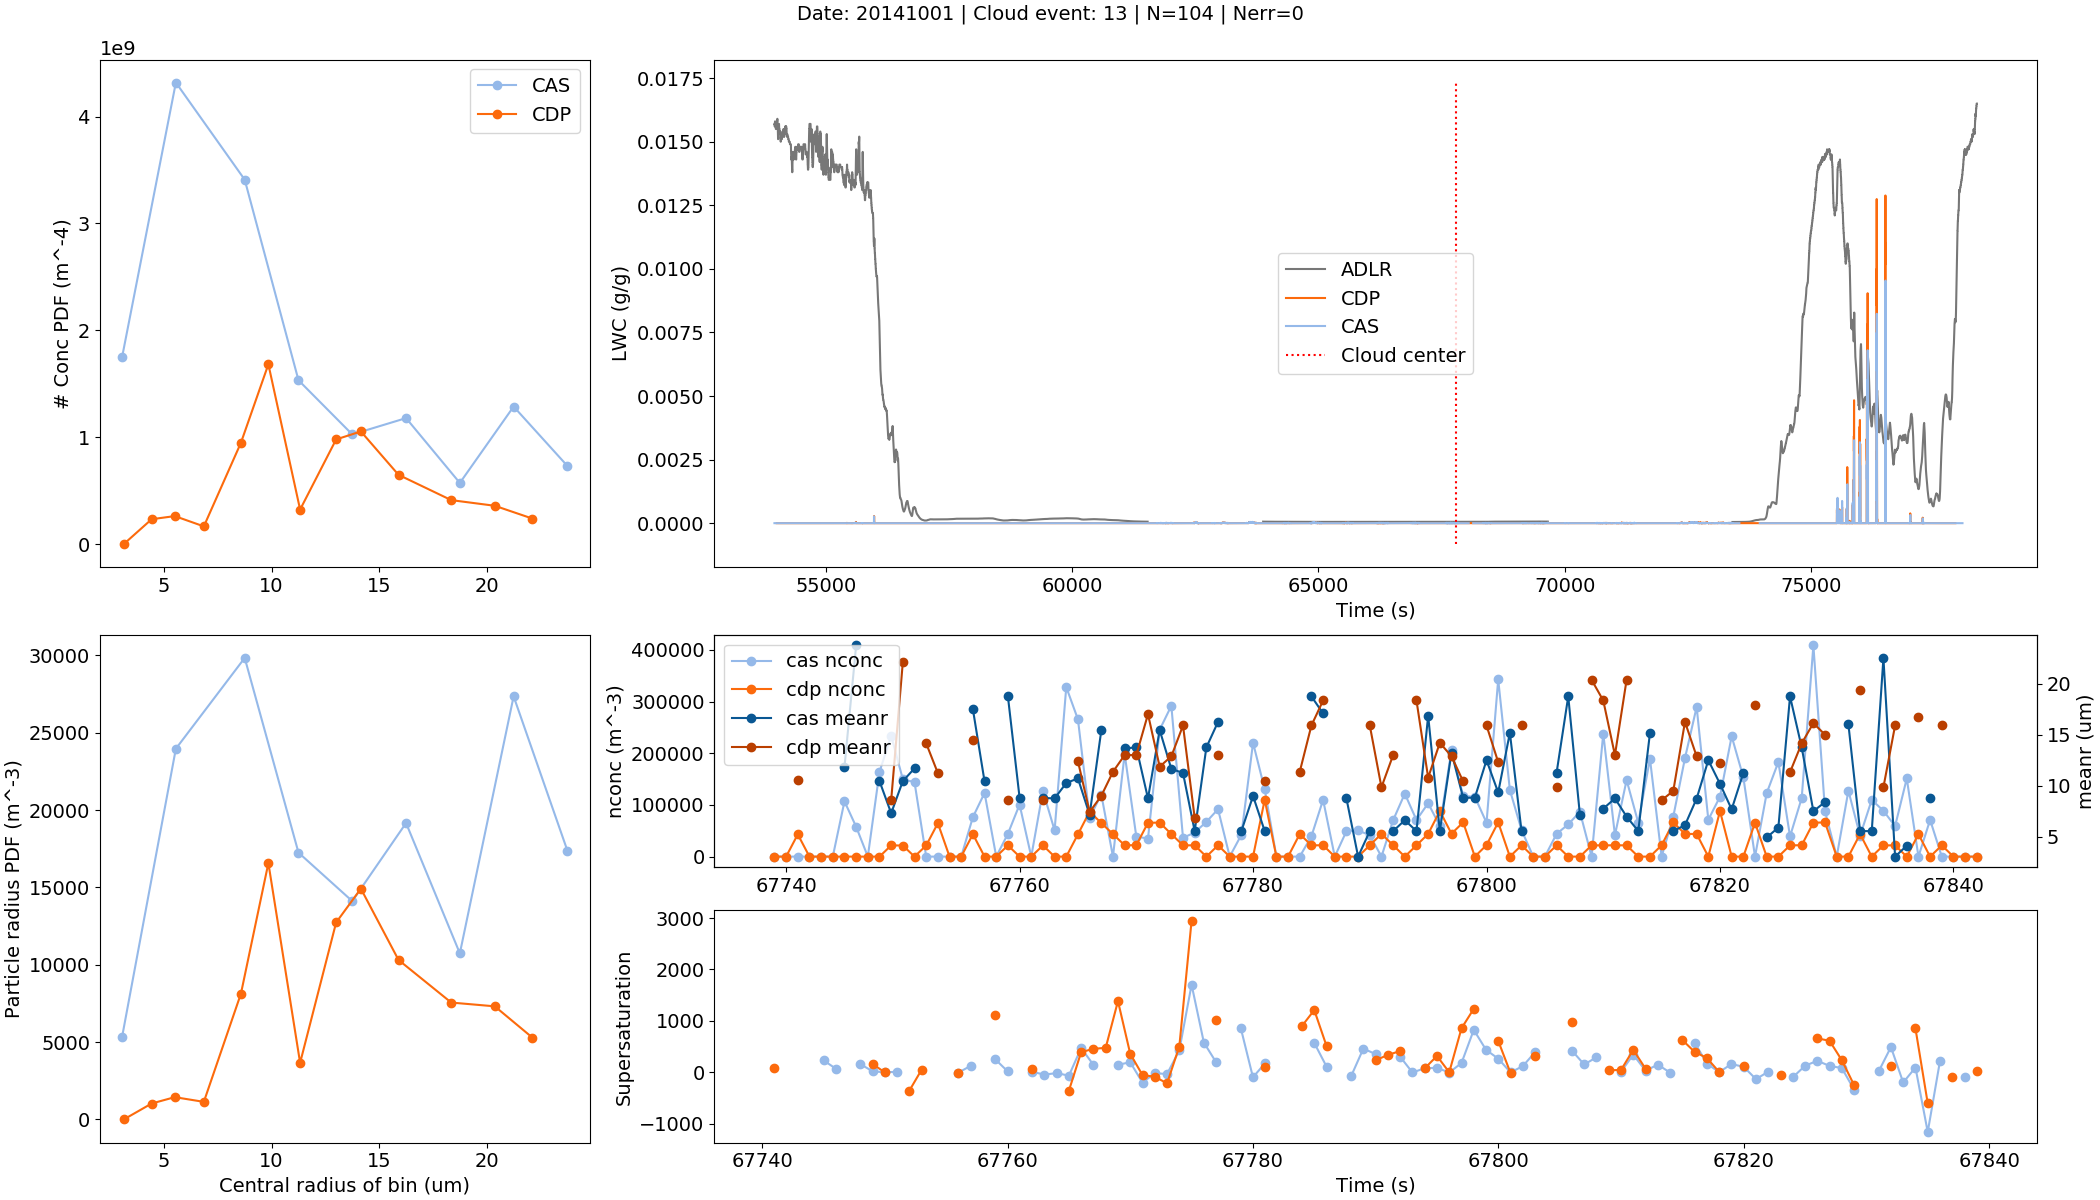 Date: 20141001 | Cloud event: 13 | N=104 | Nerr=0
1e9
# Conc PDF (m^-4)
4
3
2
1
0
CAS
CDP
5 10 15 20
LWC (g/g)
0.0175
0.0150
0.0125
0.0100
0.0075
0.0050
0.0025
0.0000
ADLR
CDP
CAS
Cloud center
55000 60000 65000 70000 75000
Time (s)
Particle radius PDF (m^-3)
30000
25000
20000
15000
10000
5000
0
5 10 15 20
Central radius of bin (um)
nconc (m^-3)
400000
300000
200000
100000
0
cas nconc
cdp nconc
cas meanr
cdp meanr
20
15
10
5
meanr (um)
67740 67760 67780 67800 67820 67840
Supersaturation
3000
2000
1000
0
−1000
67740 67760 67780 67800 67820 67840
Time (s)